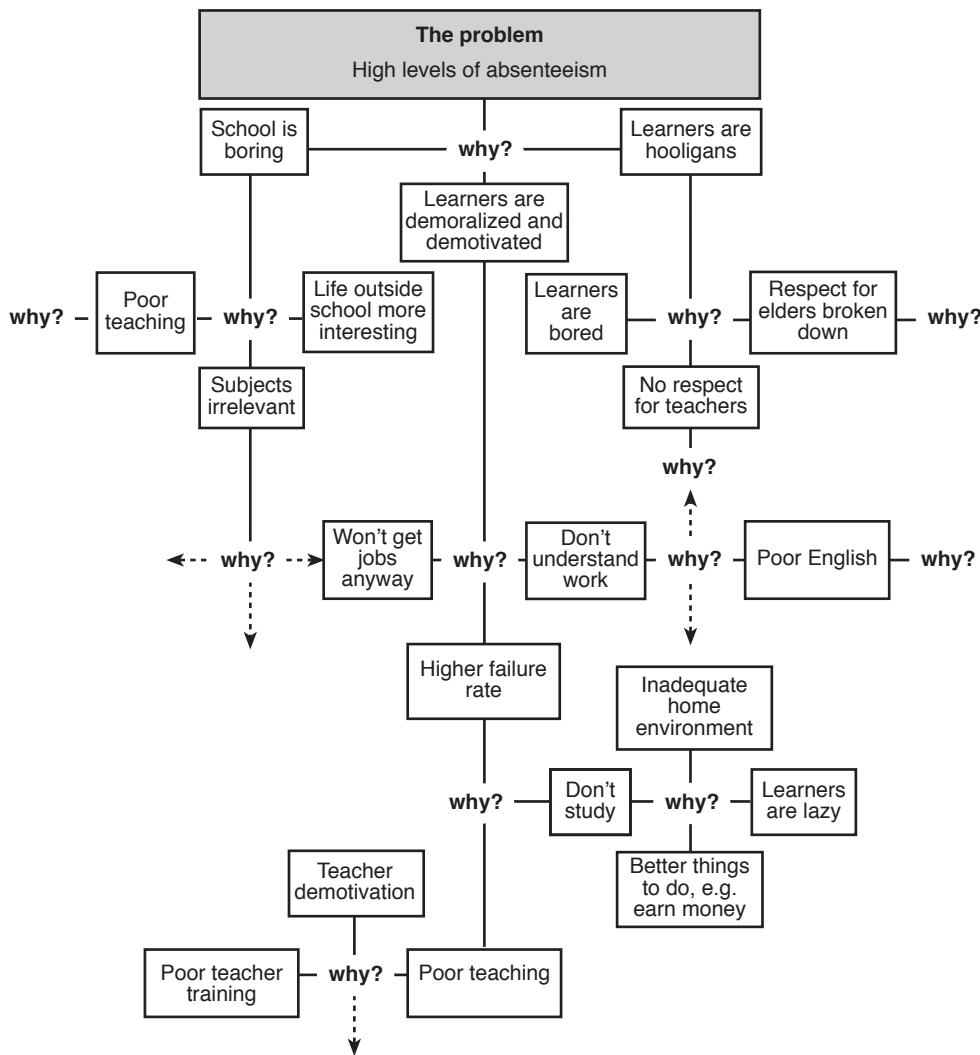 The problem
High levels of absenteeism
School is
boring
why?
Learners are
hooligans
Learners are
demoralized and
demotivated
why?
Poor
teaching
why?
Life outside
school more
interesting
Learners
are
bored
why?
Respect for
elders broken
down
why?
Subjects
irrelevant
No respect
for teachers
why?
why?
Won't get
jobs
anyway
why?
Don't
understand
work
why?
Poor English
why?
Higher failure
rate
Inadequate
home
environment
why?
Don't
study
why?
Learners
are lazy
Better things
to do, e.g.
earn money
Teacher
demotivation
Poor teacher
training
why?
Poor teaching